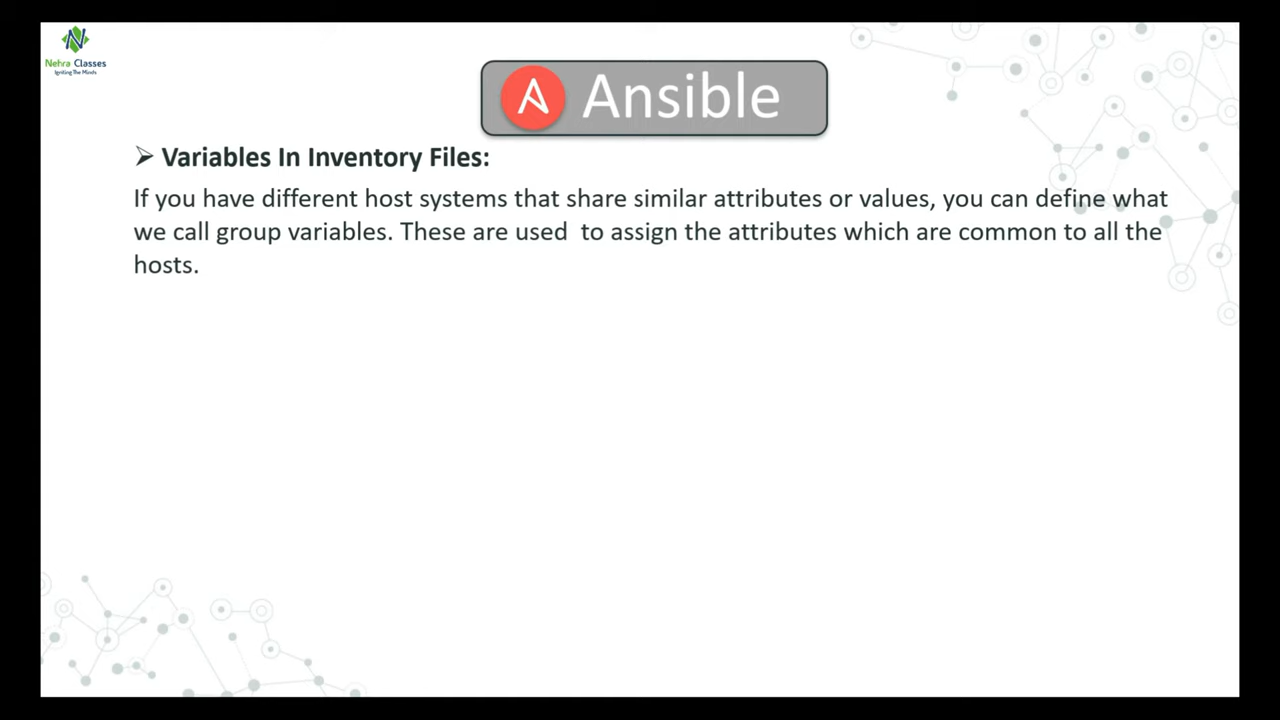 Nehra Classes
Igniting The Minds
Ansible
Variables In Inventory Files:
If you have different host systems that share similar attributes or values, you can define what
we call group variables. These are used  to assign the attributes which are common to all the
hosts.